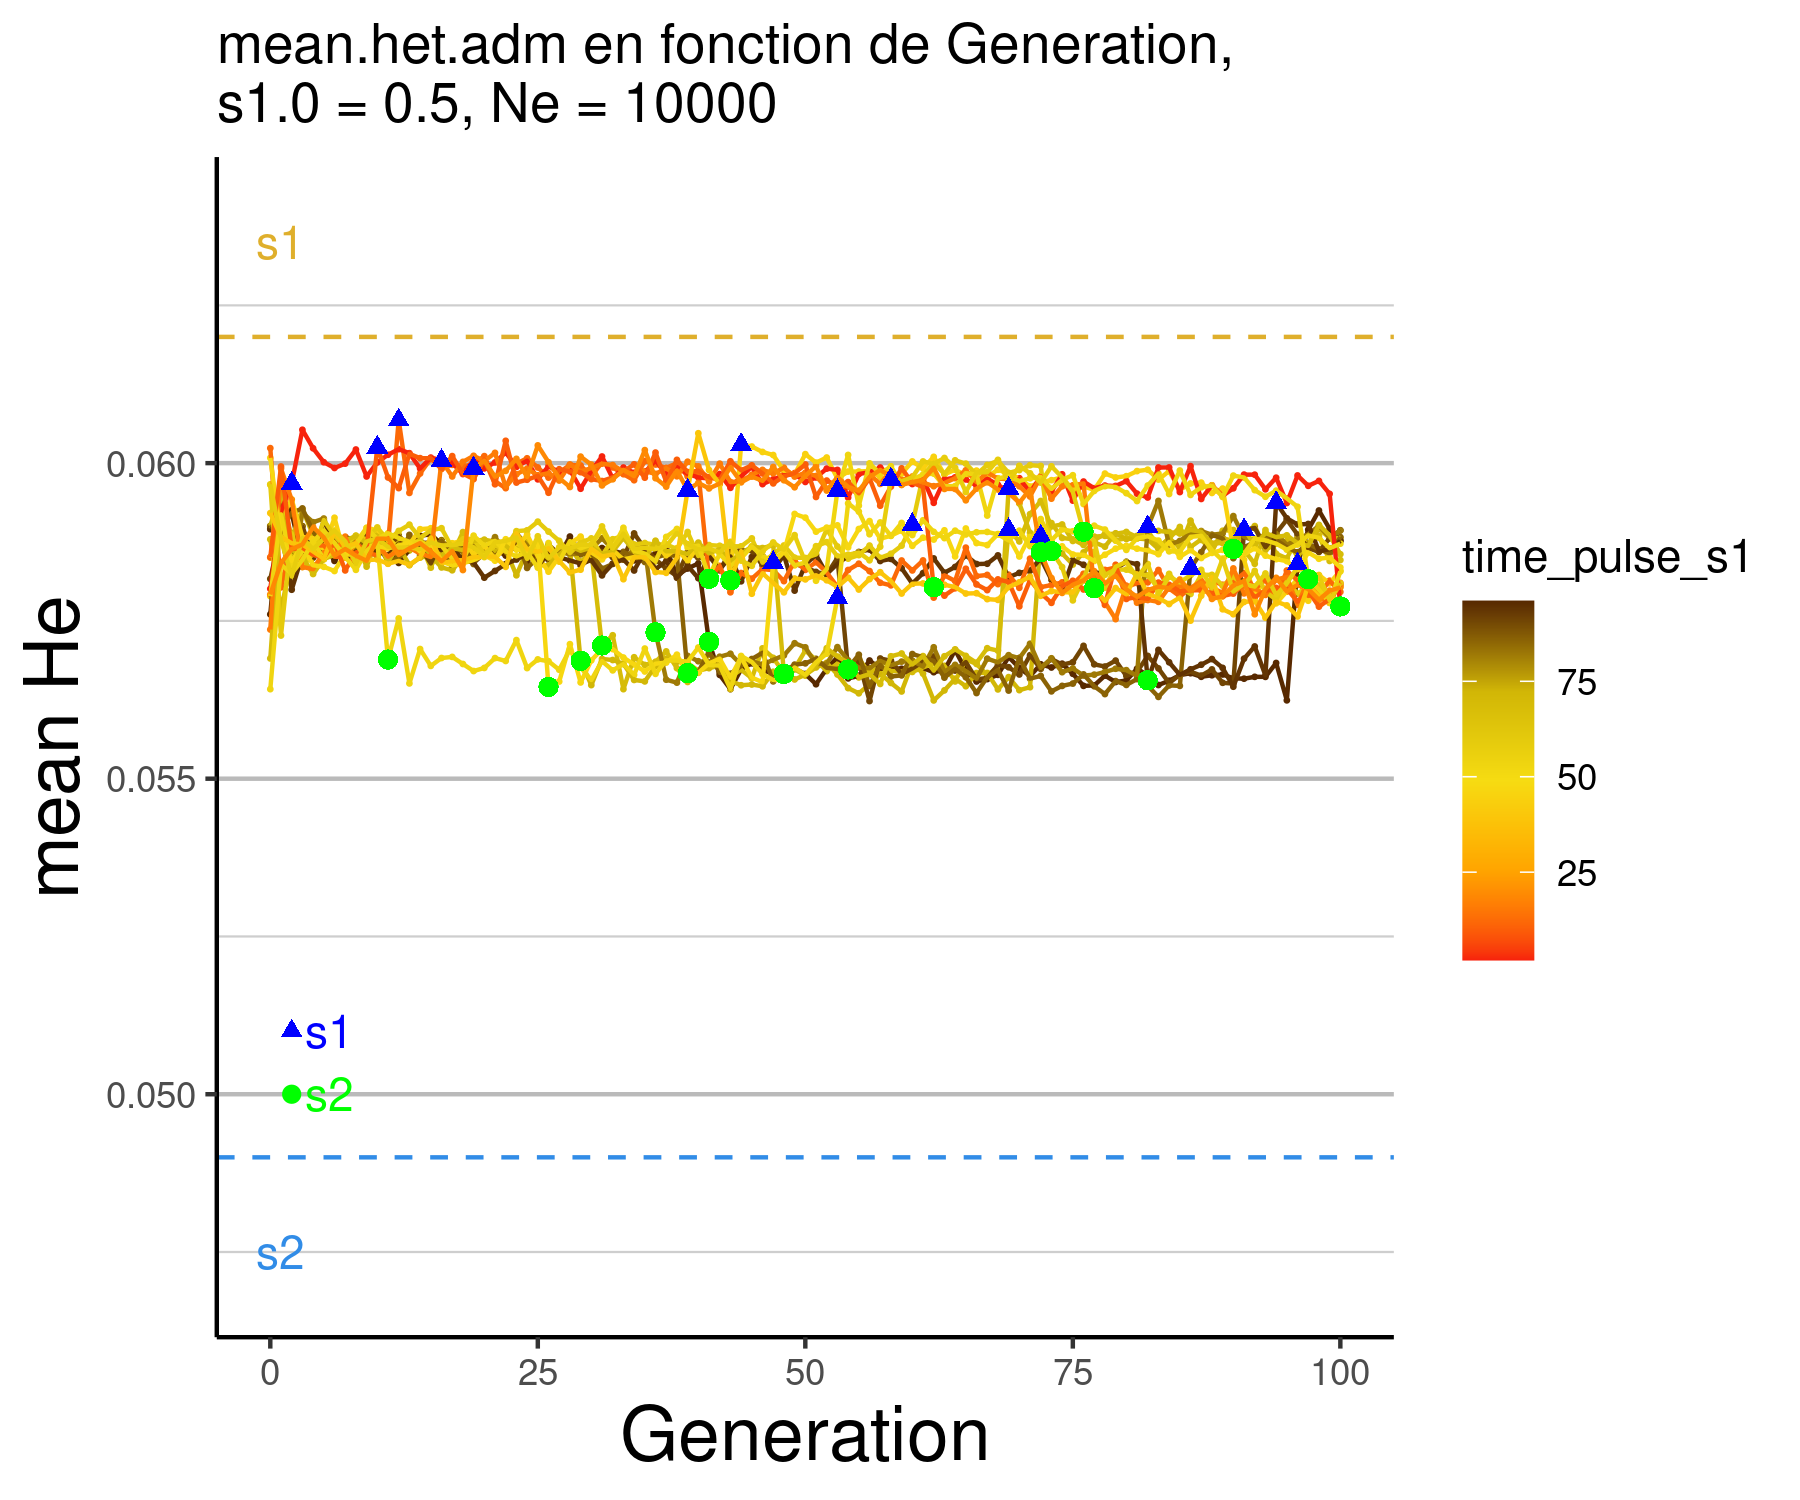 mean.het.adm en fonction de Generation,
s1.0 = 0.5, Ne = 10000
s1
0.060
0.055
0.050
mean He
s1
s2
s2
0
25
50
75
100
Generation
time_pulse_s1
75
50
25